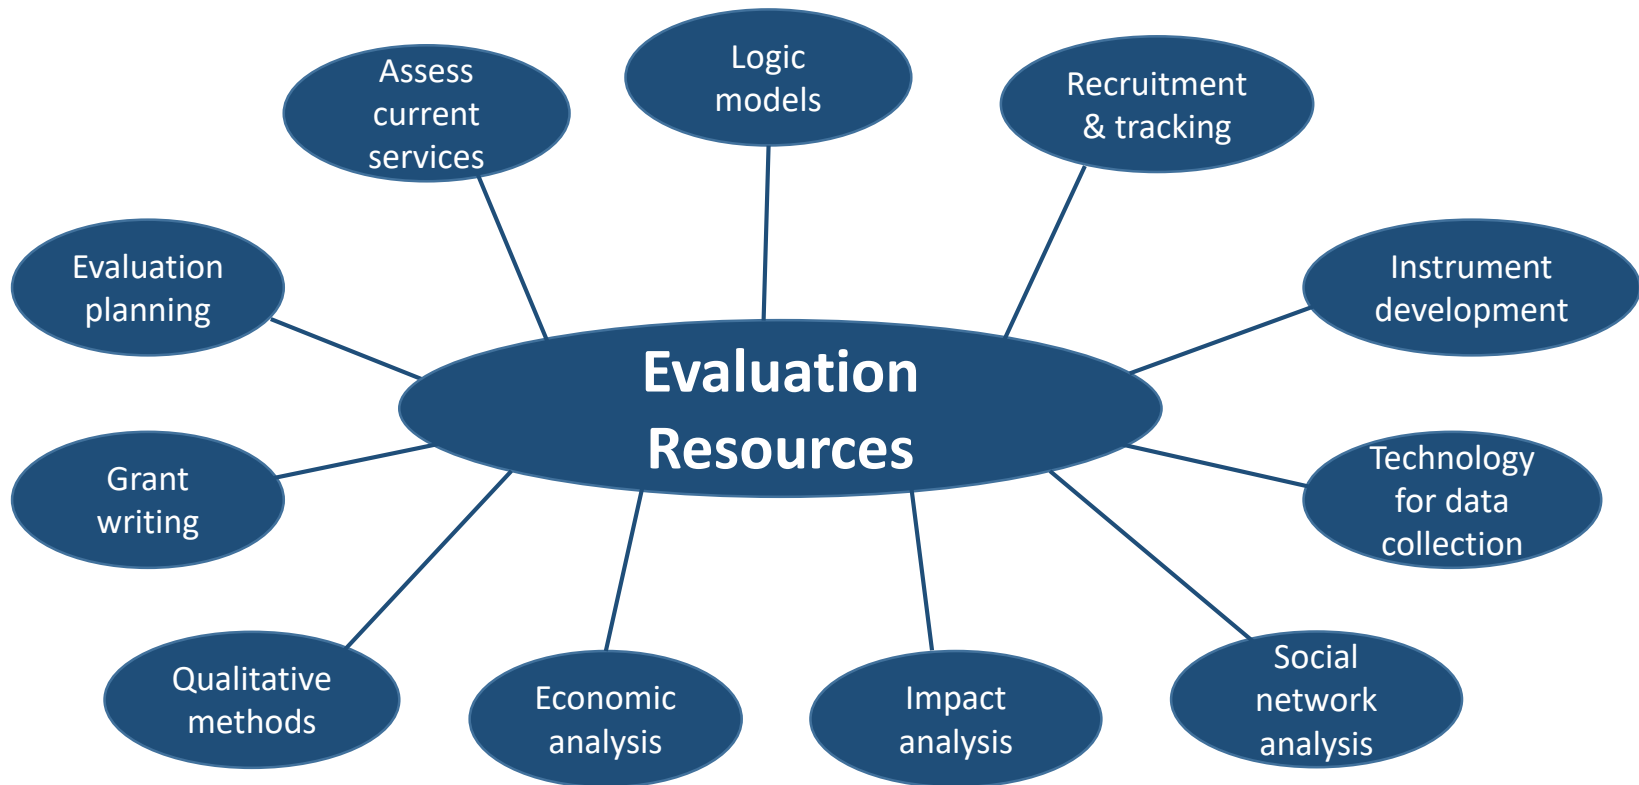 Logic
models
Assess
current
services
Recruitment
& tracking
Evaluation
planning
Instrument
development
Evaluation
Resources
Grant
writing
Technology
for data
collection
Qualitative
methods
Economic
analysis
Impact
analysis
Social
network
analysis